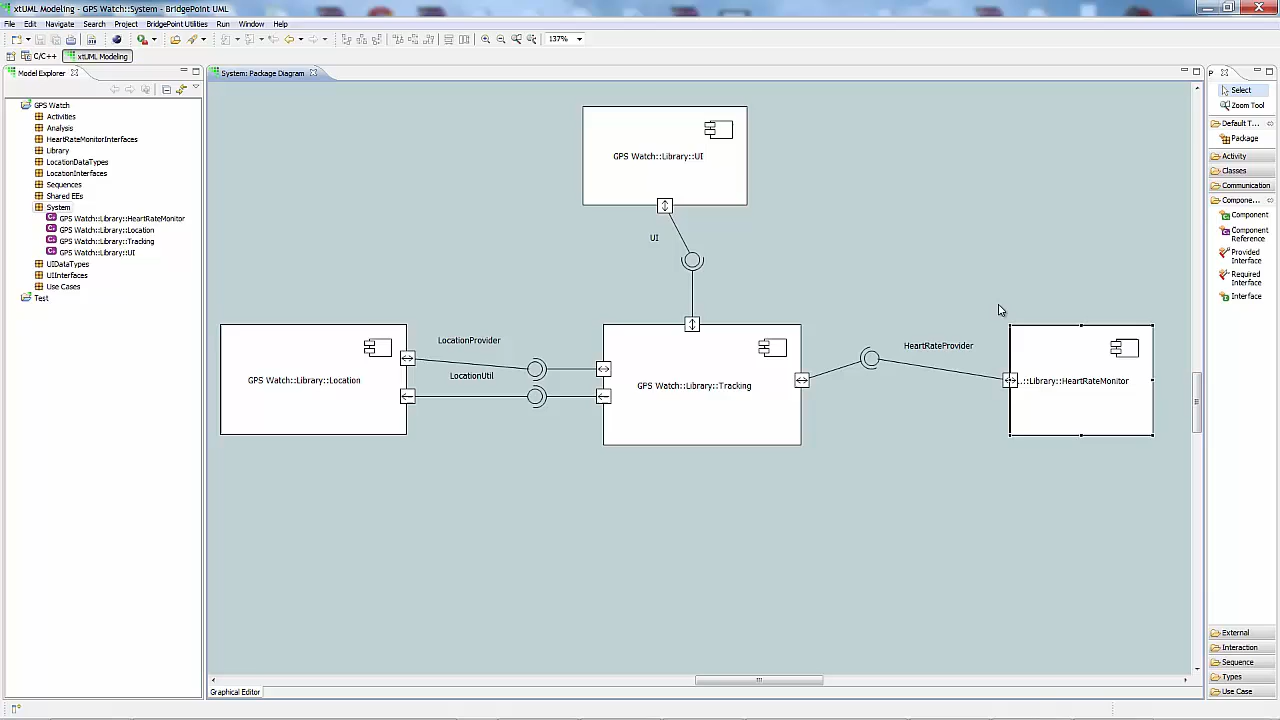 xtUML Modeling - GPS Watch::System - BridgePoint UML
File Edit Navigate Search Project BridgePoint Utilities Run Window Help
137%
C/C++ xtUML Modeling
Model Explorer
System: Package Diagram
P
GPS Watch
Activities
Analysis
HeartRateMonitorInterfaces
Library
LocationDataTypes
LocationInterfaces
Sequences
Shared EEs
System
GPS Watch::Library::HeartRateMonitor
GPS Watch::Library::Location
GPS Watch::Library::Tracking
GPS Watch::Library::UI
UIDataTypes
UIInterfaces
Use Cases
Test
GPS Watch::Library::UI
UI
LocationProvider
HeartRateProvider
LocationUtil
GPS Watch::Library::Location
GPS Watch::Library::Tracking
...::Library::HeartRateMonitor
Graphical Editor
Select
Zoom Tool
Default T...
Package
Activity
Classes
Communication
Compone...
Component
Component
Reference
Provided
Interface
Required
Interface
Interface
External
Interaction
Sequence
Types
Use Case